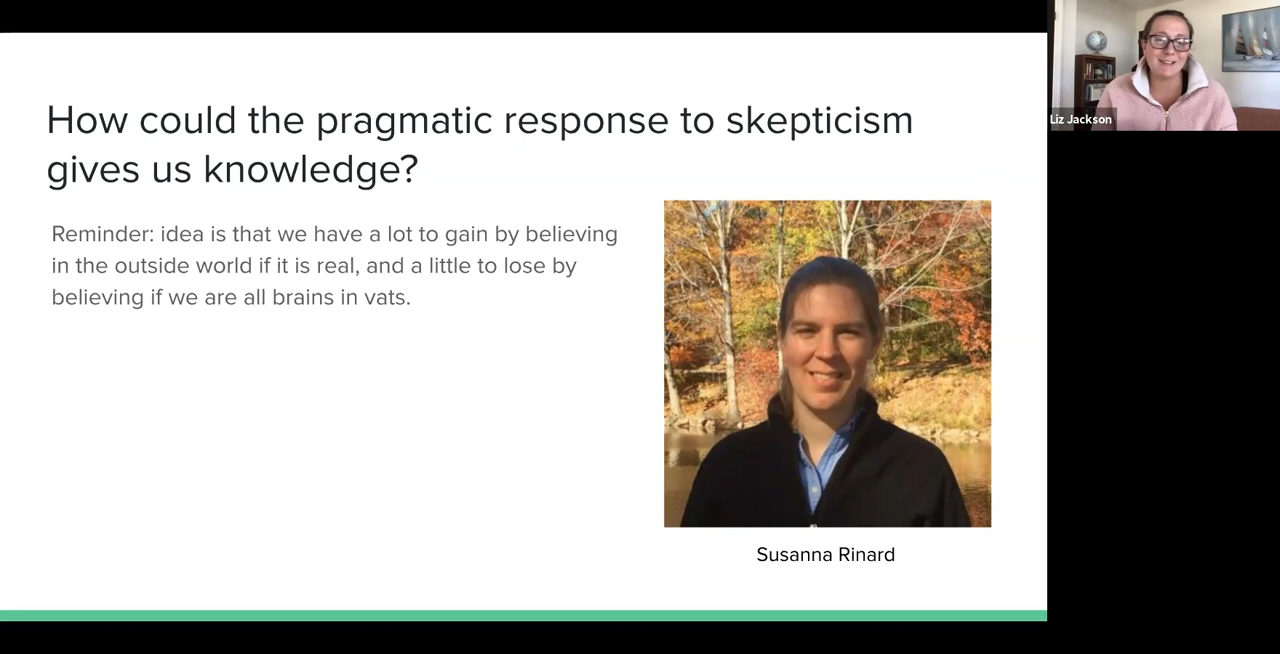 How could the pragmatic response to skepticism
gives us knowledge?
Reminder: idea is that we have a lot to gain by believing
in the outside world if it is real, and a little to lose by
believing if we are all brains in vats.
Susanna Rinard
Liz Jackson